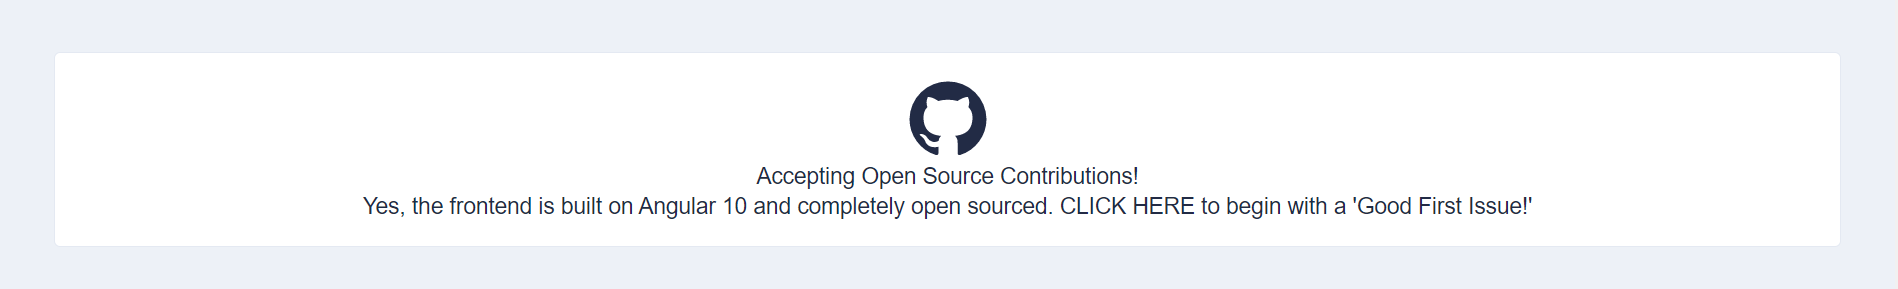 Accepting Open Source Contributions!
Yes, the frontend is built on Angular 10 and completely open sourced. CLICK HERE to begin with a 'Good First Issue!'